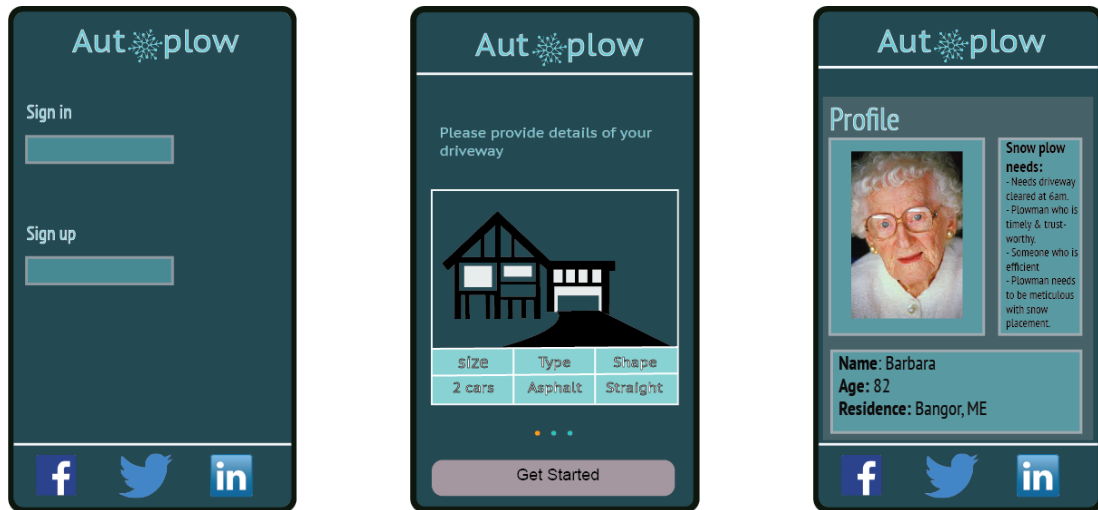 Aut plow
Sign in
Sign up
f
in
Aut plow
Please provide details of your
driveway
size Type Shape
2 cars Asphalt Straight
Get Started
Aut plow
Profile
Snow plow
needs:
- Needs driveway
cleared at 6am.
- Plowman who is
timely & trust-
worthy.
- Someone who is
efficient
- Plowman needs
to be meticulous
with snow
placement.
Name: Barbara
Age: 82
Residence: Bangor, ME
f
in